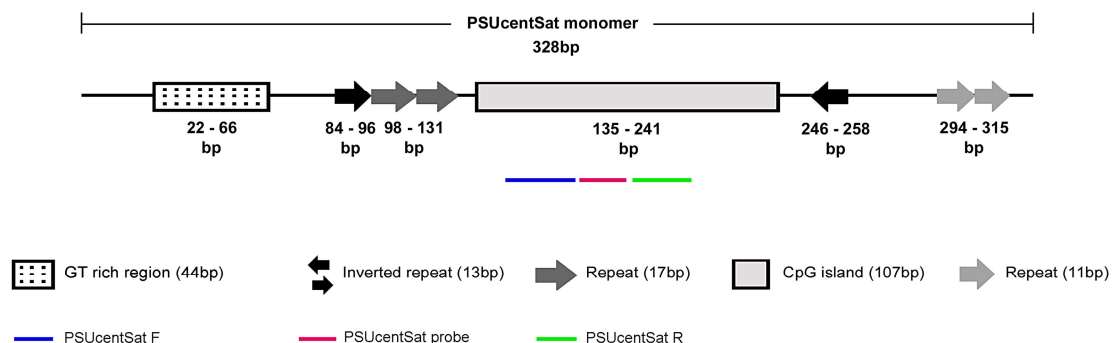 PSUcentSat monomer
328bp
22 - 66
bp
84 - 96
bp
98 - 131
bp
135 - 241
bp
246 - 258
bp
294 - 315
bp
GT rich region (44bp)
Inverted repeat (13bp)
Repeat (17bp)
CpG island (107bp)
Repeat (11bp)
PSUcentSat F
PSUcentSat probe
PSUcentSat R